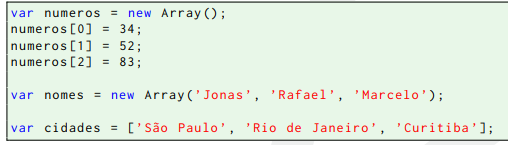 var numeros = new Array();
numeros[0] = 34;
numeros[1] = 52;
numeros[2] = 83;
var nomes = new Array('Jonas', 'Rafael', 'Marcelo');
var cidades = ['São Paulo', 'Rio de Janeiro', 'Curitiba'];